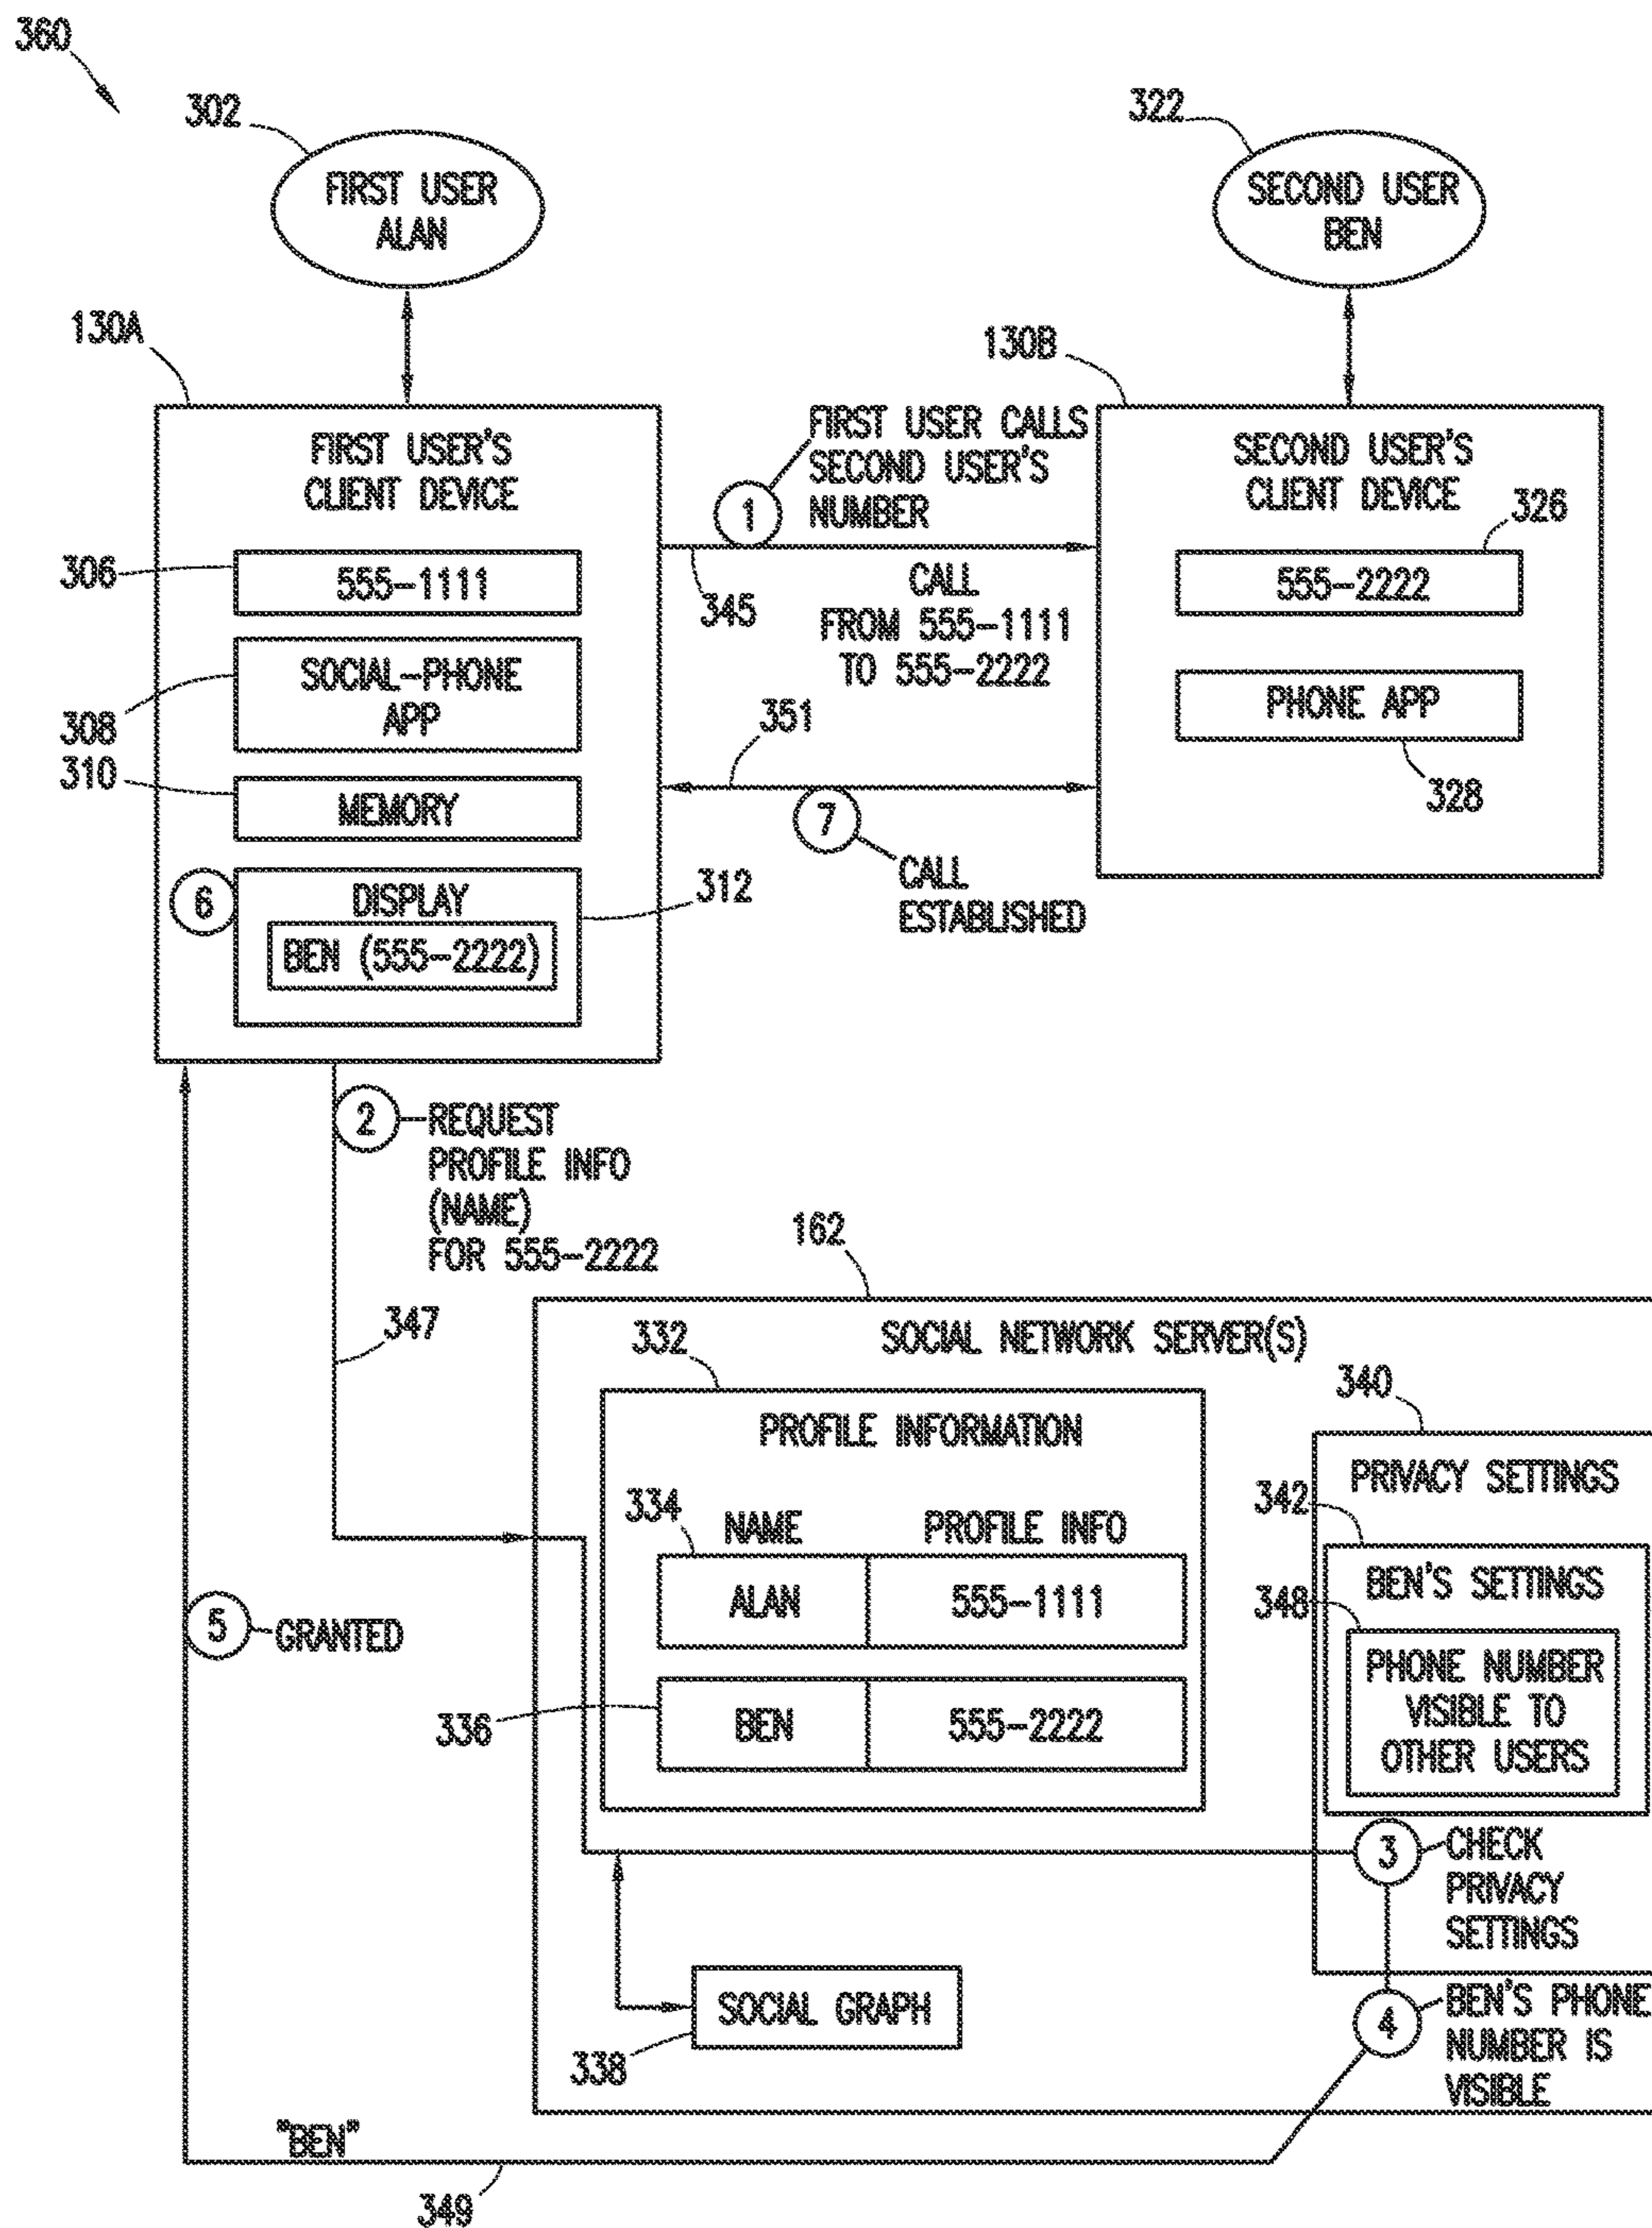 360
302
FIRST USER
ALAN
322
SECOND USER
BEN
130A
FIRST USER'S
CLIENT DEVICE
306
555-1111
308
SOCIAL-PHONE
APP
310
MEMORY
6
DISPLAY
BEN (555-2222)
312
1
FIRST USER CALLS
SECOND USER'S
NUMBER
345
CALL
FROM 555-1111
TO 555-2222
351
7
CALL
ESTABLISHED
130B
SECOND USER'S
CLIENT DEVICE
326
555-2222
PHONE APP
328
2
REQUEST
PROFILE INFO
(NAME)
FOR 555-2222
347
162
SOCIAL NETWORK SERVER(S)
332
PROFILE INFORMATION
334
NAME PROFILE INFO
ALAN 555-1111
336
BEN 555-2222
340
PRIVACY SETTINGS
342
BEN'S SETTINGS
348
PHONE NUMBER
VISIBLE TO
OTHER USERS
3
CHECK
PRIVACY
SETTINGS
SOCIAL GRAPH
338
4
BEN'S PHONE
NUMBER IS
VISIBLE
5
GRANTED
"BEN"
349